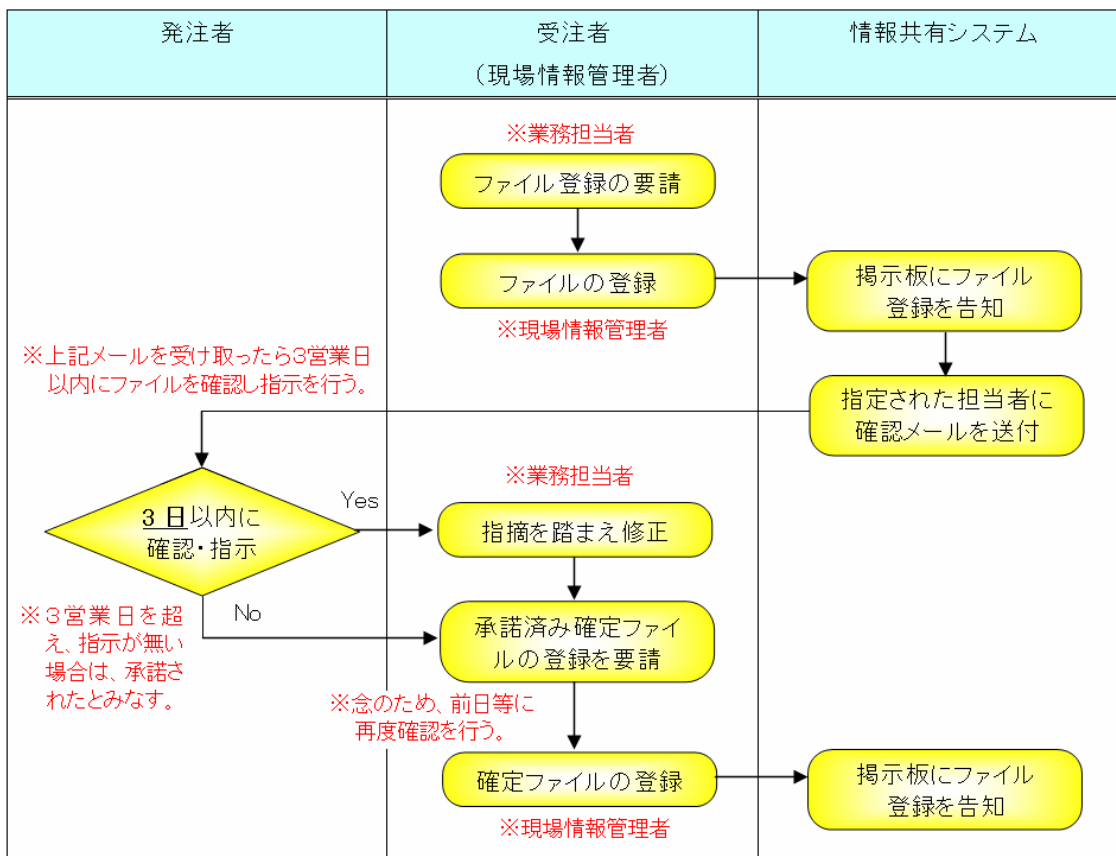 発注者
受注者
(現場情報管理者)
情報共有システム
※業務担当者
ファイル登録の要請
ファイルの登録
※現場情報管理者
掲示板にファイル
登録を告知
※上記メールを受け取ったら3営業日
以内にファイルを確認し指示を行う。
指定された担当者に
確認メールを送付
3 日以内に
確認・指示
Yes
※業務担当者
指摘を踏まえ修正
No
※3営業日を超
え、指示が無い
場合は、承諾さ
れたとみなす。
承諾済み確定ファイ
ルの登録を要請
※念のため、前日等に
再度確認を行う。
確定ファイルの登録
※現場情報管理者
掲示板にファイル
登録を告知